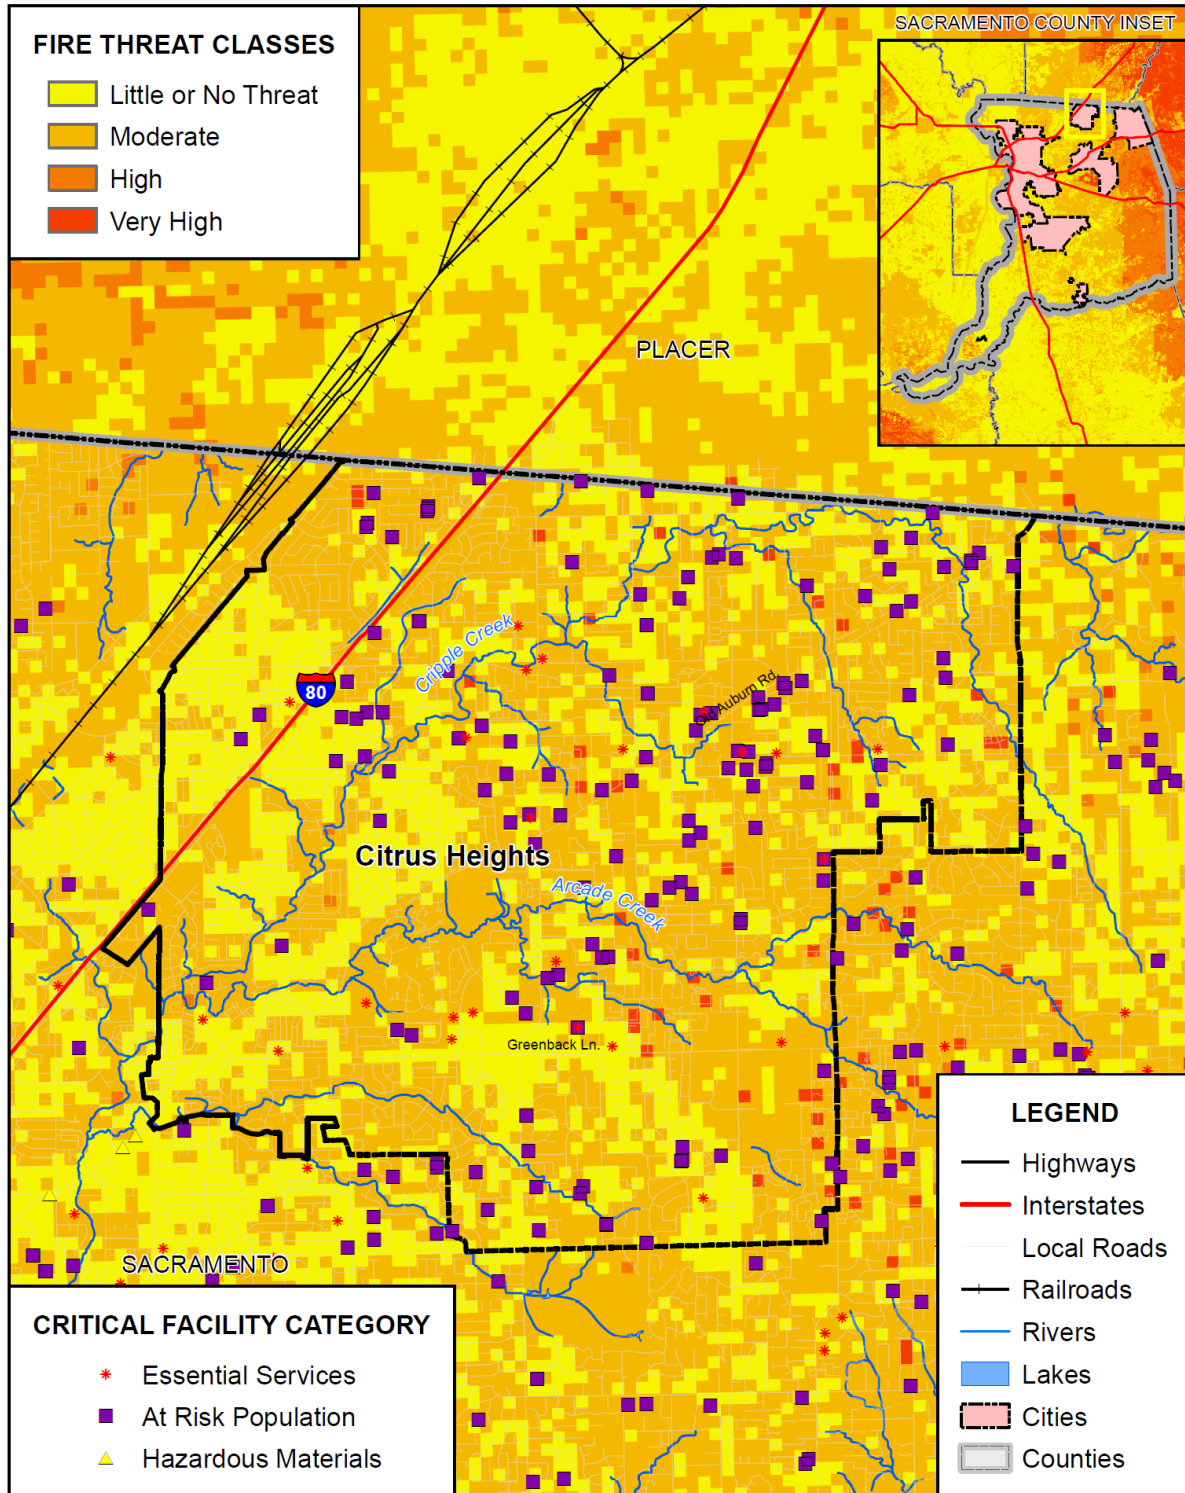 FIRE THREAT CLASSES
Little or No Threat
Moderate
High
Very High
SACRAMENTO COUNTY INSET
PLACER
80
Cripple Creek
Old Auburn Rd.
Citrus Heights
Arcade Creek
Greenback Ln.
SACRAMENTO
CRITICAL FACILITY CATEGORY
Essential Services
At Risk Population
Hazardous Materials
LEGEND
Highways
Interstates
Local Roads
Railroads
Rivers
Lakes
Cities
Counties